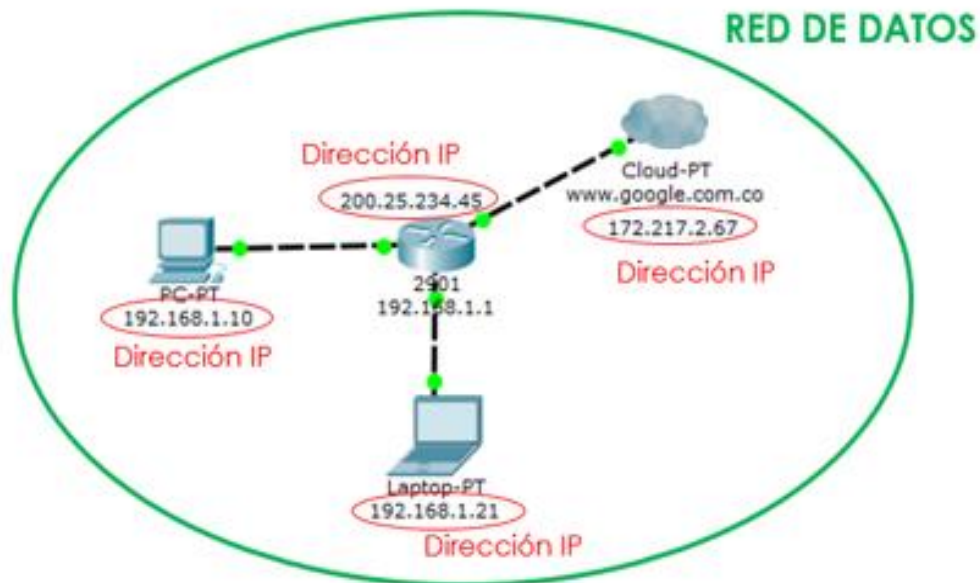 RED DE DATOS
Dirección IP
200.25.234.45
Cloud-PT
www.google.com.co
172.217.2.67
Dirección IP
2901
192.168.1.1
PC-PT
192.168.1.10
Dirección IP
Laptop-PT
192.168.1.21
Dirección IP